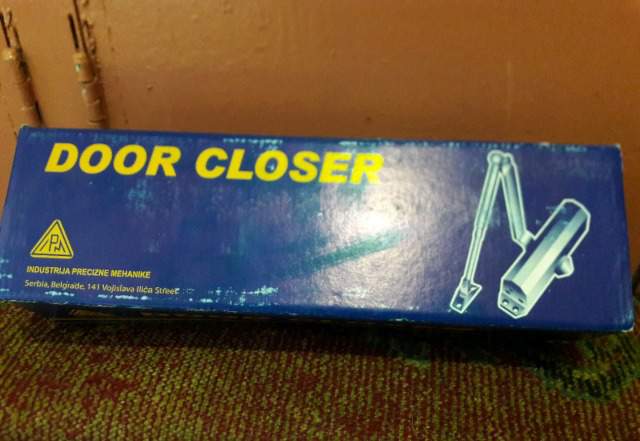 DOOR CLOSER
IPM
INDUSTRIJA PRECIZNE MEHANIKE
Serbia, Belgrade, 141 Vojislava Ilića Street